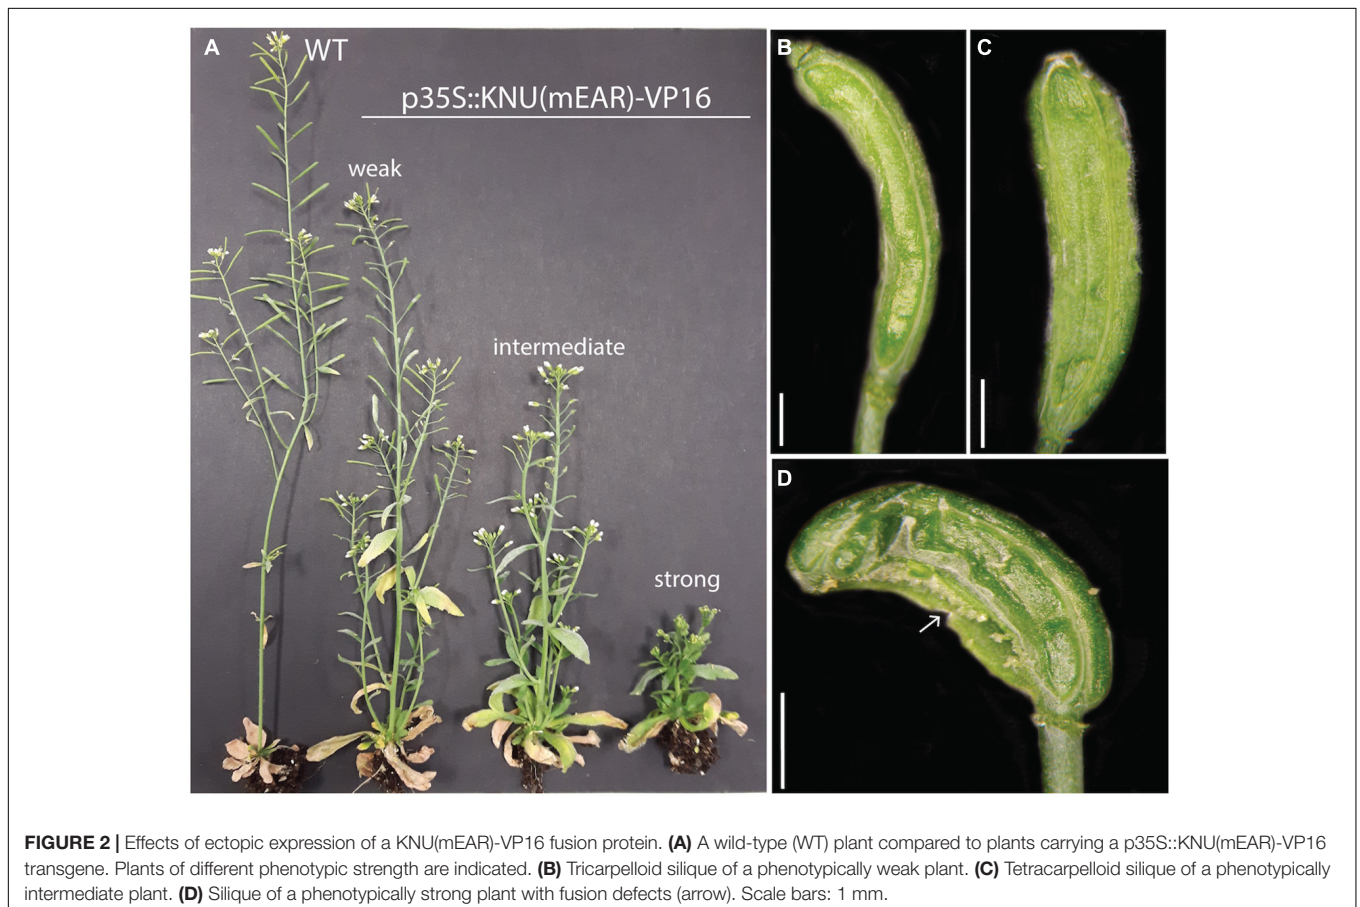 A
WT
p35S::KNU(mEAR)-VP16
weak
intermediate
strong
B
C
D
FIGURE 2 | Effects of ectopic expression of a KNU(mEAR)-VP16 fusion protein. (A) A wild-type (WT) plant compared to plants carrying a p35S::KNU(mEAR)-VP16
transgene. Plants of different phenotypic strength are indicated. (B) Tricarpelloid silique of a phenotypically weak plant. (C) Tetracarpelloid silique of a phenotypically
intermediate plant. (D) Silique of a phenotypically strong plant with fusion defects (arrow). Scale bars: 1 mm.